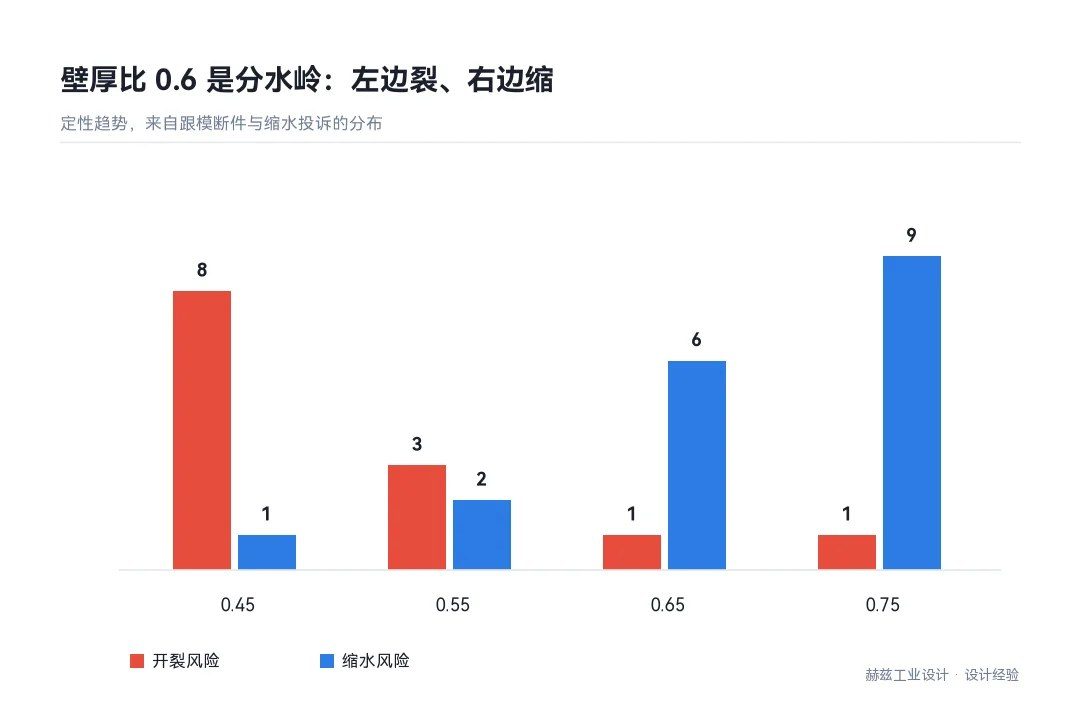 壁厚比 0.6 是分水岭：左边裂、右边缩
定性趋势，来自跟模断件与缩水投诉的分布
9
8
6
3
2
1
1
1
0.45
0.55
0.65
0.75
开裂风险
缩水风险
赫兹工业设计 · 设计经验